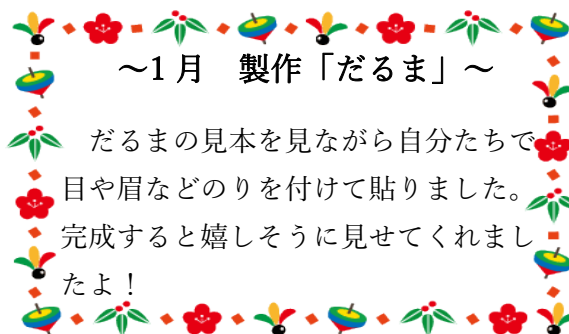 ～1月　製作「だるま」～
　だるまの見本を見ながら自分たちで
目や眉などのりを付けて貼りました。
完成すると嬉しそうに見せてくれまし
たよ！